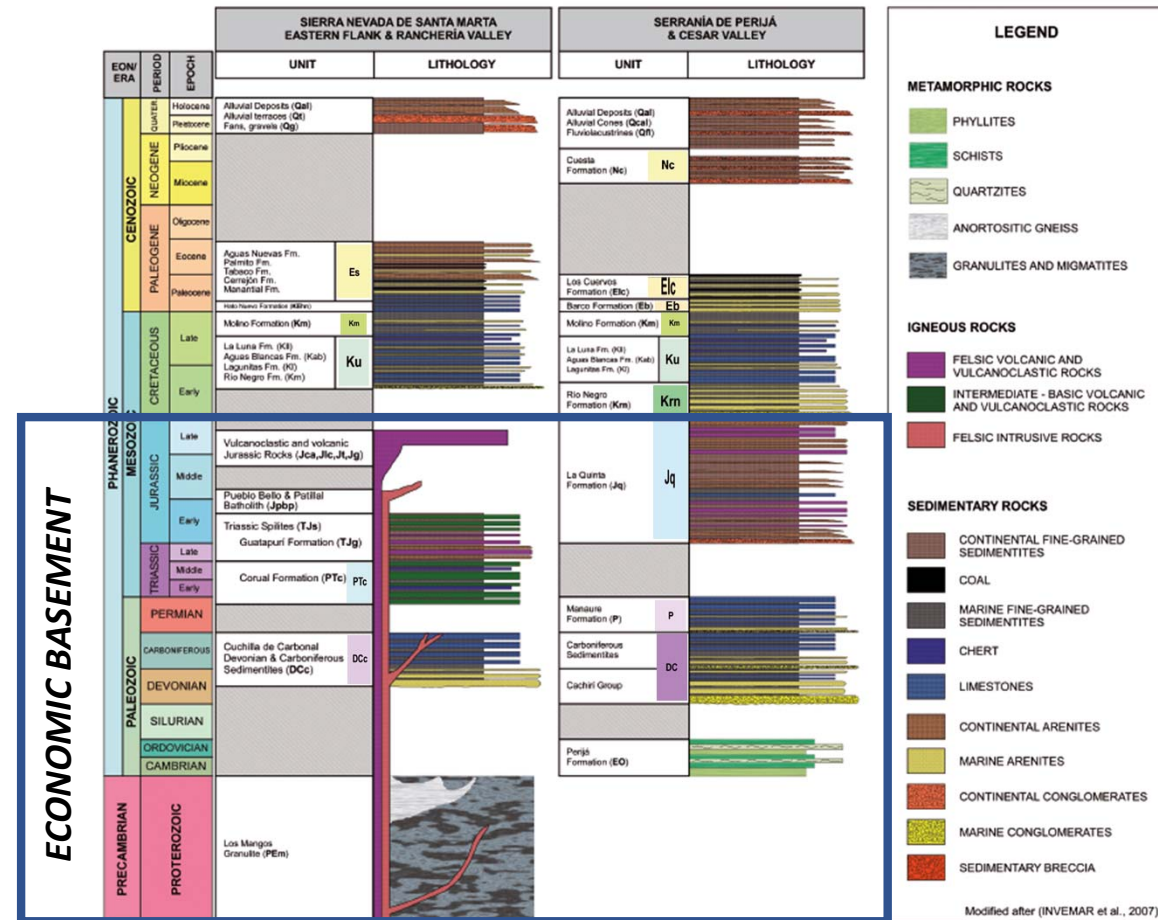 SIERRA NEVADA DE SANTA MARTA
EASTERN FLANK & RANCHERÍA VALLEY
SERRANÍA DE PERIJÁ
& CESAR VALLEY
EON/
ERA
PERIOD
EPOCH
UNIT
LITHOLOGY
UNIT
LITHOLOGY
PHANEROZOIC
CENOZOIC
QUATER.
Holocene
Pleistocene
NEOGENE
Pliocene
Miocene
PALEOGENE
Oligocene
Eocene
Paleocene
MESOZOIC
CRETACEOUS
Late
Early
JURASSIC
Late
Middle
Early
TRIASSIC
Late
Middle
Early
PALEOZOIC
PERMIAN
CARBONIFEROUS
DEVONIAN
SILURIAN
ORDOVICIAN
CAMBRIAN
PRECAMBRIAN
PROTEROZOIC
ECONOMIC BASEMENT
Alluvial Deposits (Qal)
Alluvial terraces (Qt)
Fans, gravels (Qg)
Aguas Nuevas Fm.
Palmito Fm.
Tabaco Fm.
Cerrejón Fm.
Manantial Fm.
Es
Hato Nuevo Formation
Molino Formation (Km)
Km
La Luna Fm. (Kll)
Aguas Blancas Fm. (Kab)
Lagunitas Fm. (Kl)
Río Negro Fm. (Krn)
Ku
Vulcanoclastic and volcanic
Jurassic Rocks (Jca,Jlc,Jt,Jg)
Pueblo Bello & Patillal
Batholith (Jpbp)
Triassic Spilites (TJs)
Guatapurí Formation (TJg)
Corual Formation (PTc)
PTc
Cuchilla de Carbonal
Devonian & Carboniferous
Sedimentites (DCc)
DCc
Los Mangos
Granulite (PEm)
Alluvial Deposits (Qal)
Alluvial Cones (Qcal)
Fluviolacustrines (Qfl)
Cuesta
Formation (Nc)
Nc
Los Cuervos
Formation (Elc)
Elc
Barco Formation (Eb)
Eb
Molino Formation (Km)
Km
La Luna Fm. (Kll)
Aguas Blancas Fm. (Kab)
Lagunitas Fm. (Kl)
Ku
Río Negro
Formation (Krn)
Krn
La Quinta
Formation (Jq)
Jq
Manaure
Formation (P)
P
Carboniferous
Sedimentites
DC
Cachirí Group
Perijá
Formation (EO)
LEGEND
METAMORPHIC ROCKS
PHYLLITES
SCHISTS
QUARTZITES
ANORTOSITIC GNEISS
GRANULITES AND MIGMATITES
IGNEOUS ROCKS
FELSIC VOLCANIC AND
VULCANOCLASTIC ROCKS
INTERMEDIATE - BASIC VOLCANIC
AND VULCANOCLASTIC ROCKS
FELSIC INTRUSIVE ROCKS
SEDIMENTARY ROCKS
CONTINENTAL FINE-GRAINED
SEDIMENTITES
COAL
MARINE FINE-GRAINED
SEDIMENTITES
CHERT
LIMESTONES
CONTINENTAL ARENITES
MARINE ARENITES
CONTINENTAL CONGLOMERATES
MARINE CONGLOMERATES
SEDIMENTARY BRECCIA
Modified after (INVEMAR et al., 2007)